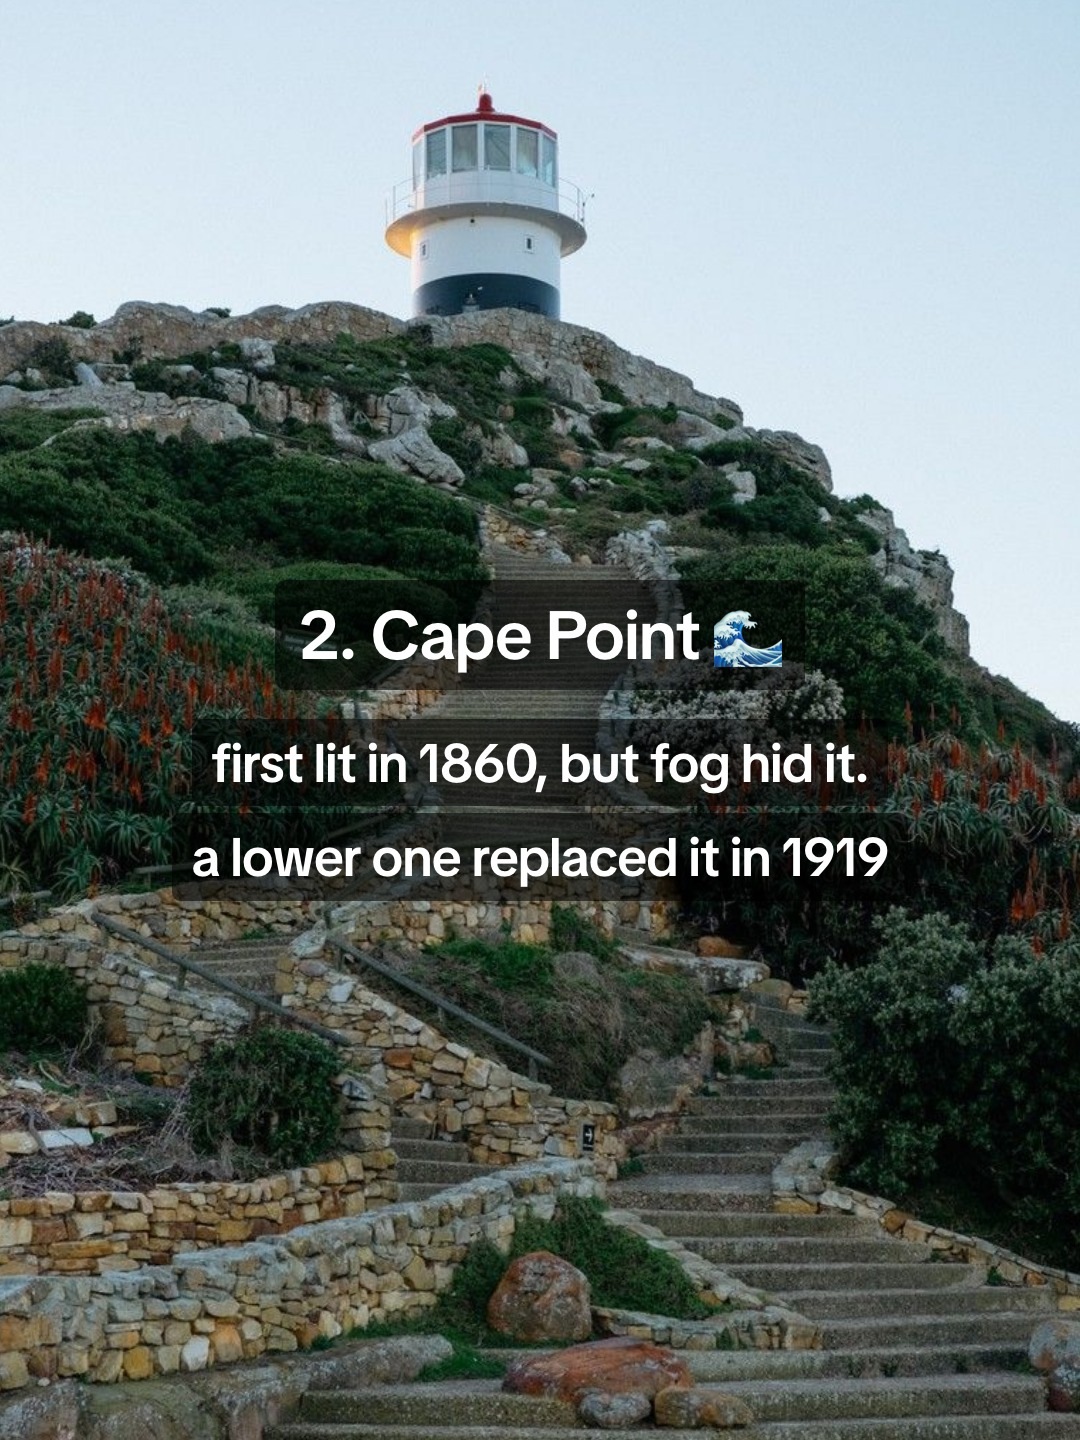 2. Cape Point 🌊
first lit in 1860, but fog hid it.
a lower one replaced it in 1919